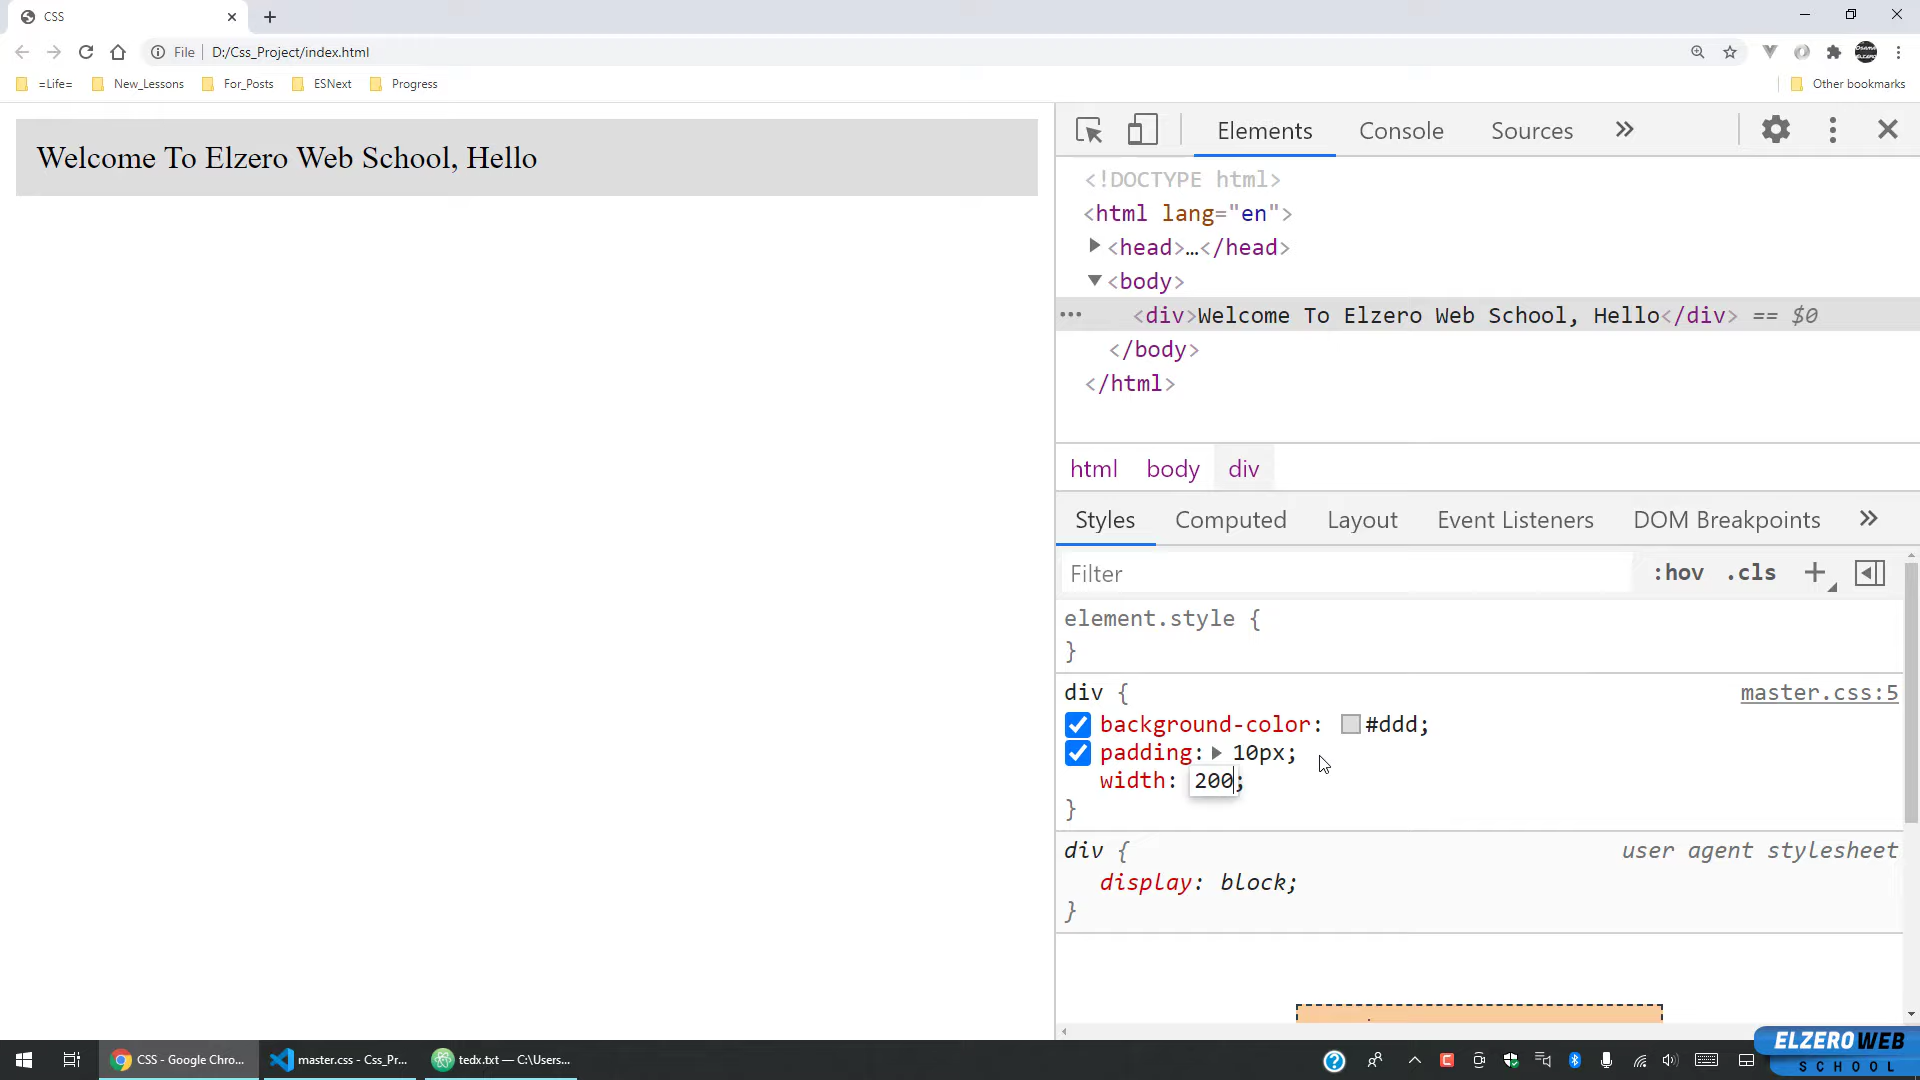 CSS
File
D:/Css_Project/index.html
=Life=
New_Lessons
For_Posts
ESNext
Progress
Other bookmarks
Welcome To Elzero Web School, Hello
Elements
Console
Sources
<!DOCTYPE html>
<html lang="en">
<head>…</head>
<body>
<div>Welcome To Elzero Web School, Hello</div> == $0
</body>
</html>
html
body
div
Styles
Computed
Layout
Event Listeners
DOM Breakpoints
Filter
:hov
.cls
element.style {
}
div {
master.css:5
background-color: #ddd;
padding: 10px;
width: 200;
}
div {
user agent stylesheet
display: block;
}
CSS - Google Chro...
master.css - Css_Pr...
tedx.txt — C:\Users...
ELZERO WEB
SCHOOL